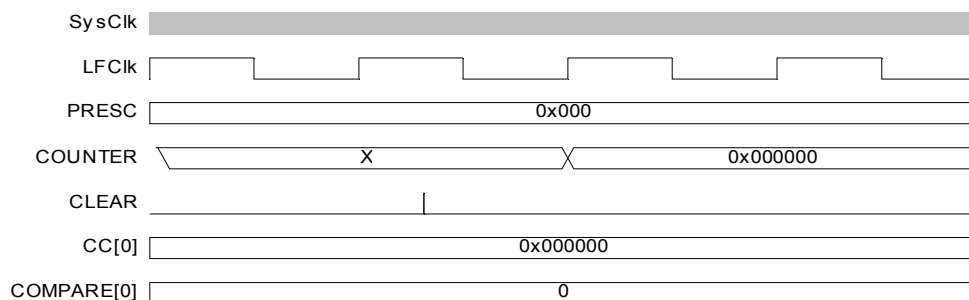 SysClk
LFClk
PRESC 0x000
COUNTER X 0x000000
CLEAR
CC[0] 0x000000
COMPARE[0] 0